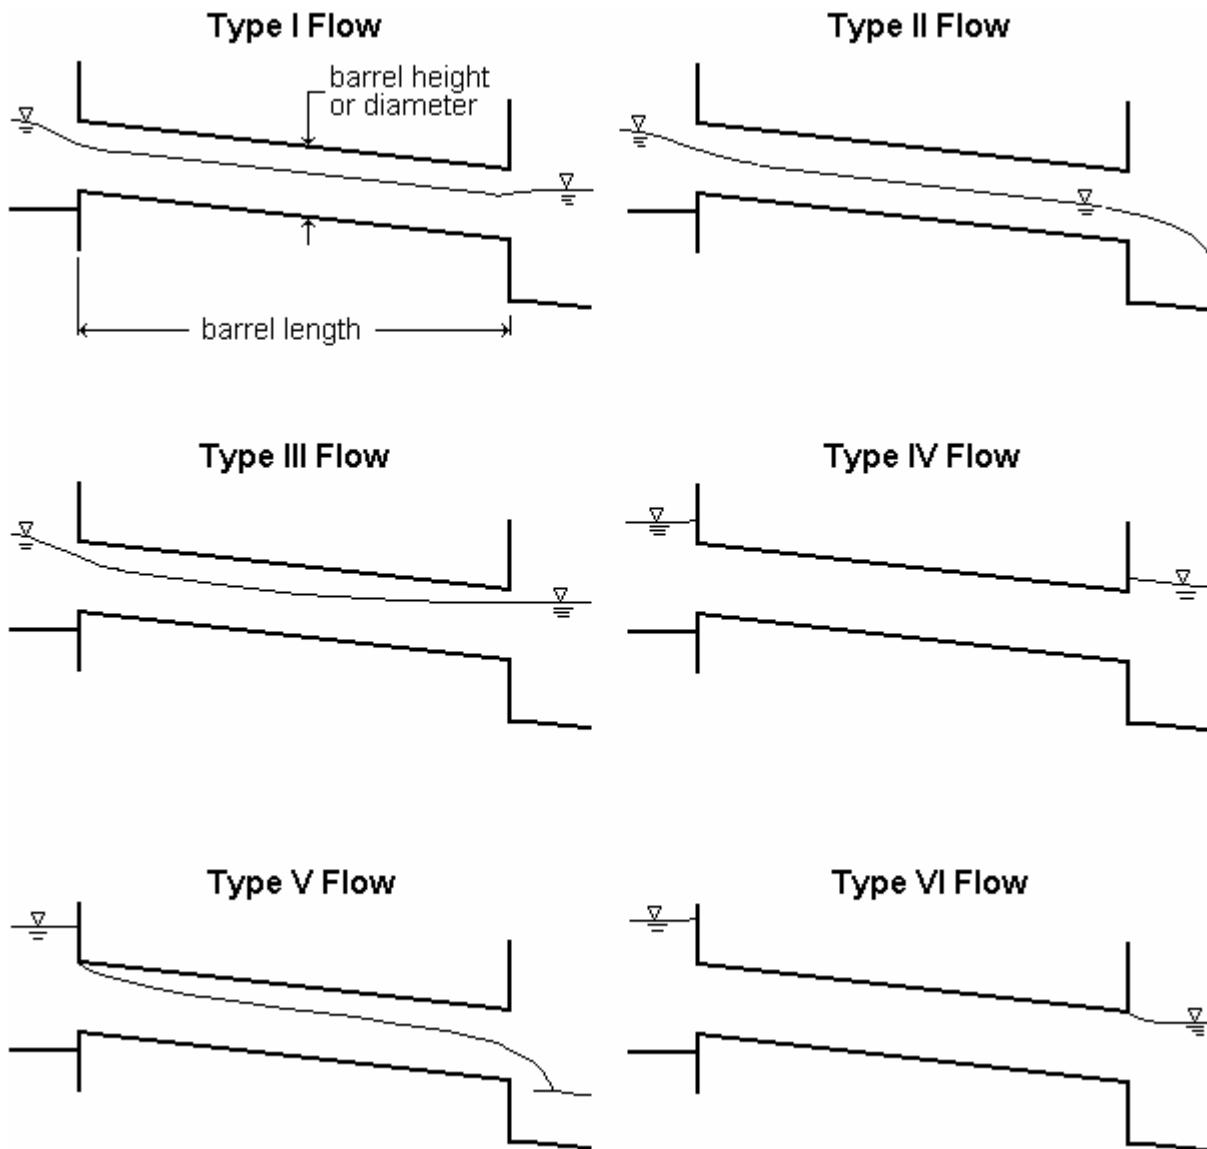 Type I Flow
Type II Flow
barrel height
or diameter
barrel length
Type III Flow
Type IV Flow
Type V Flow
Type VI Flow